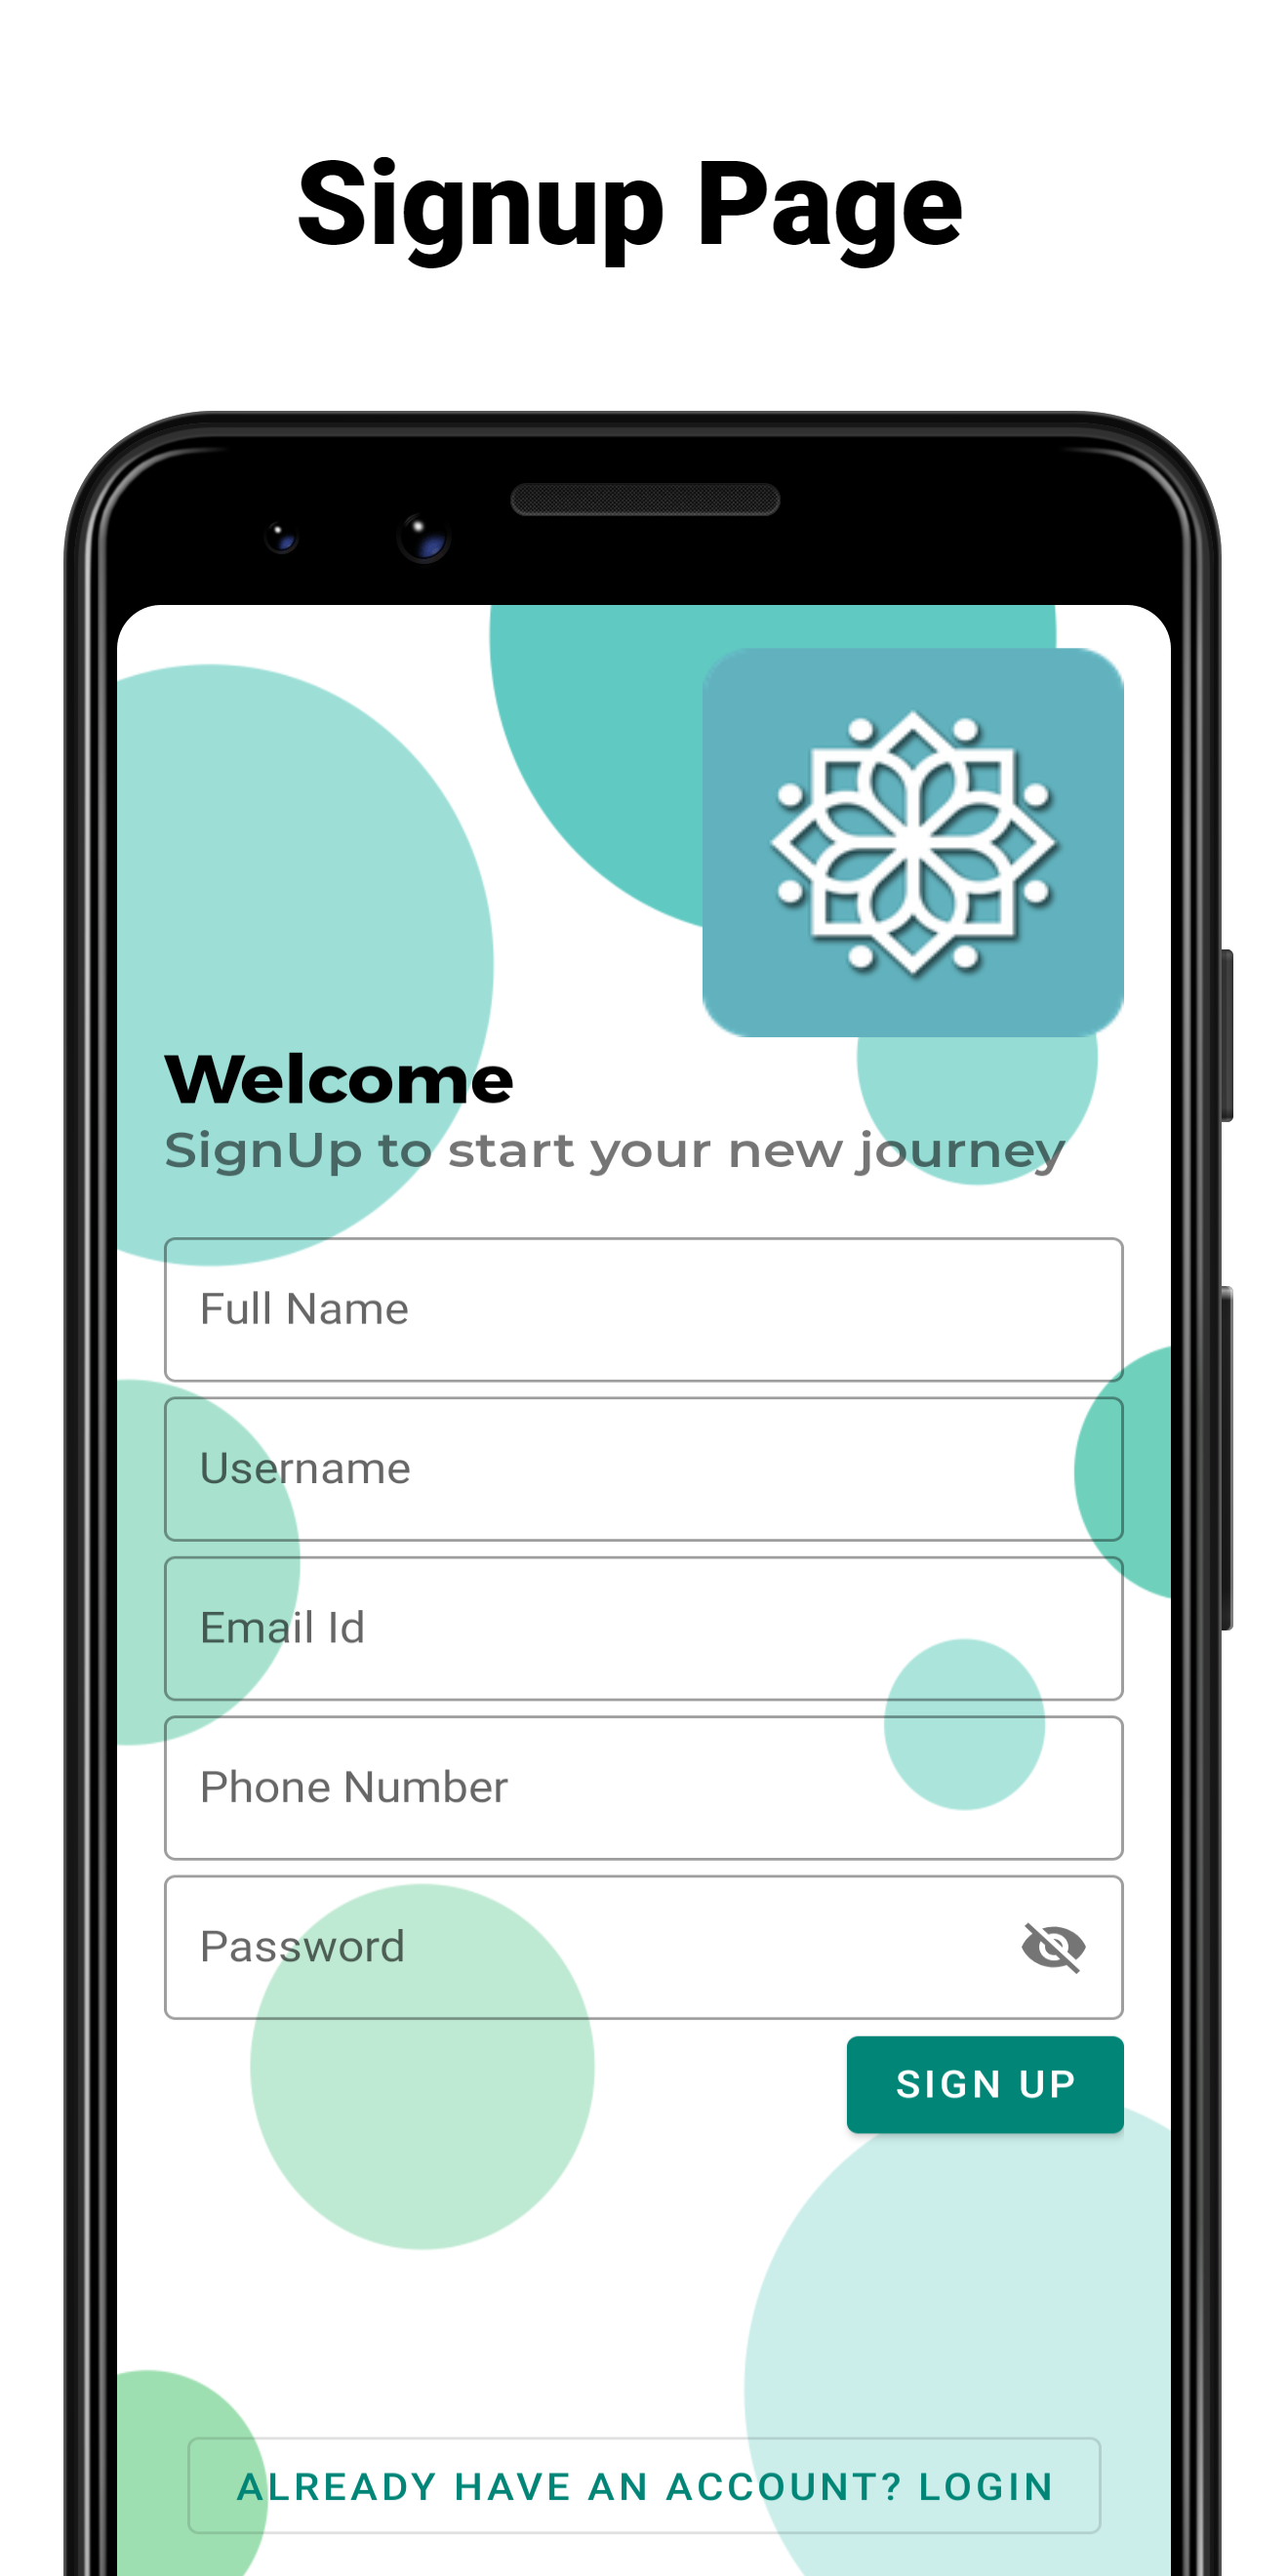 Signup Page
Welcome
SignUp to start your new journey
Full Name
Username
Email Id
Phone Number
Password
SIGN UP
ALREADY HAVE AN ACCOUNT? LOGIN